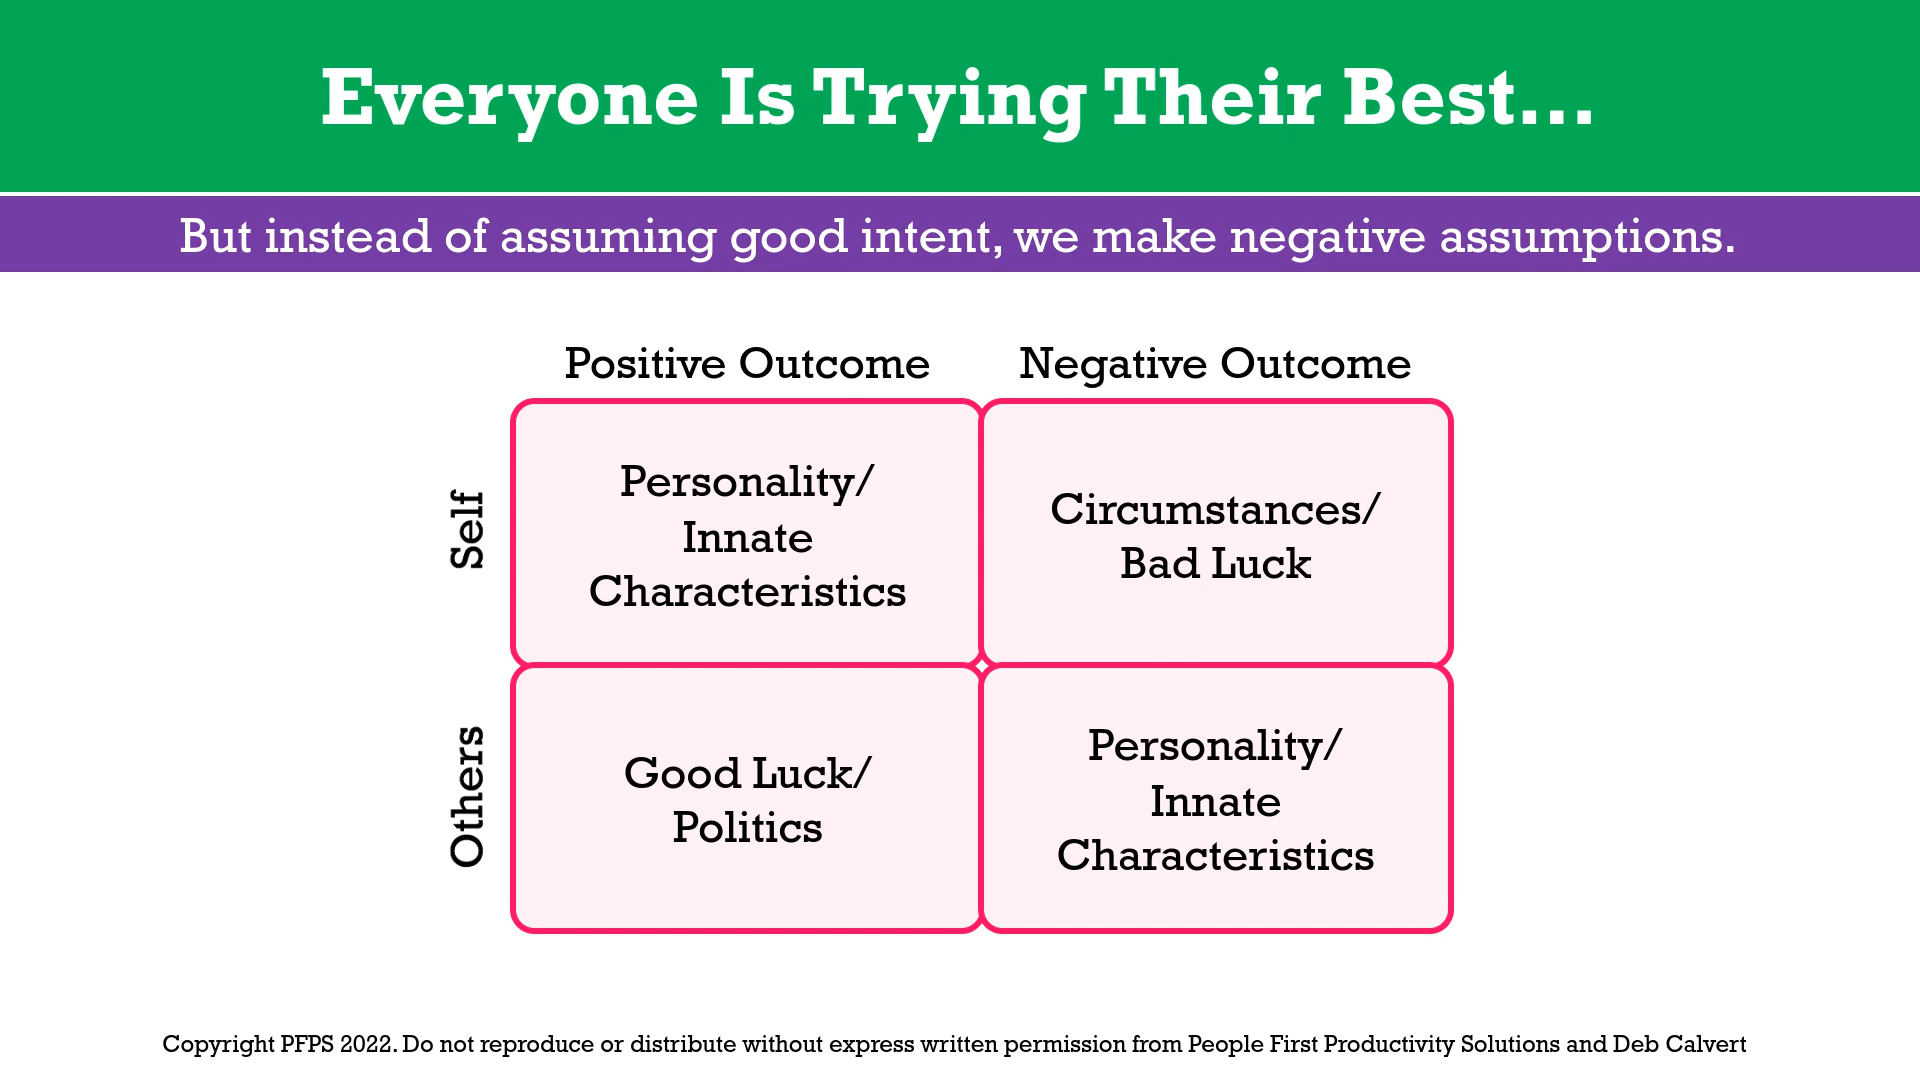 Everyone Is Trying Their Best...
But instead of assuming good intent, we make negative assumptions.
Positive Outcome
Negative Outcome
Self
Personality/
Innate
Characteristics
Circumstances/
Bad Luck
Others
Good Luck/
Politics
Personality/
Innate
Characteristics
Copyright PFPS 2022. Do not reproduce or distribute without express written permission from People First Productivity Solutions and Deb Calvert